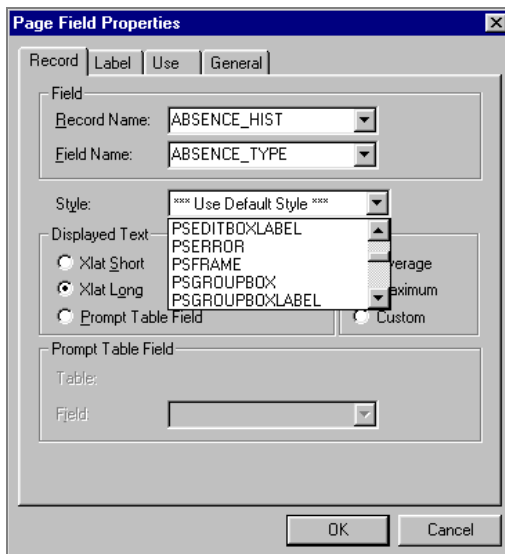 Page Field Properties
Record Label Use General
Field
Record Name: ABSENCE_HIST
Field Name: ABSENCE_TYPE
Style: *** Use Default Style ***
PSEDITBOXLABEL
PSERROR
Displayed Text
Xlat Short PSFRAME verage
Xlat Long PSGROUPBOX aximum
PSGROUPBOXLABEL
Prompt Table Field Custom
Prompt Table Field
Table:
Field:
OK Cancel